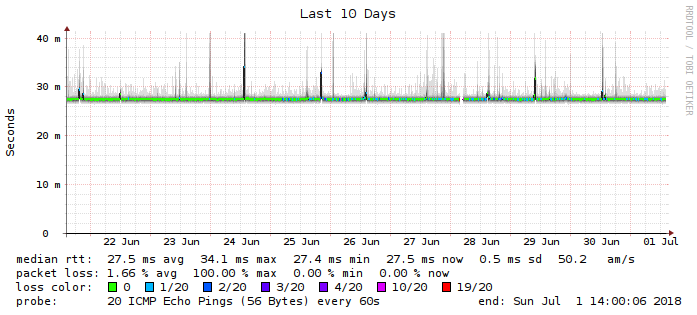 Last 10 Days
RRDTOOL / TOBI OETIKER
Seconds
40 m
30 m
20 m
10 m
0
22 Jun 23 Jun 24 Jun 25 Jun 26 Jun 27 Jun 28 Jun 29 Jun 30 Jun 01 Jul
median rtt: 27.5 ms avg 34.1 ms max 27.4 ms min 27.5 ms now 0.5 ms sd 50.2 am/s
packet loss: 1.66 % avg 100.00 % max 0.00 % min 0.00 % now
loss color: 0 1/20 2/20 3/20 4/20 10/20 19/20
probe: 20 ICMP Echo Pings (56 Bytes) every 60s end: Sun Jul 1 14:00:06 2018